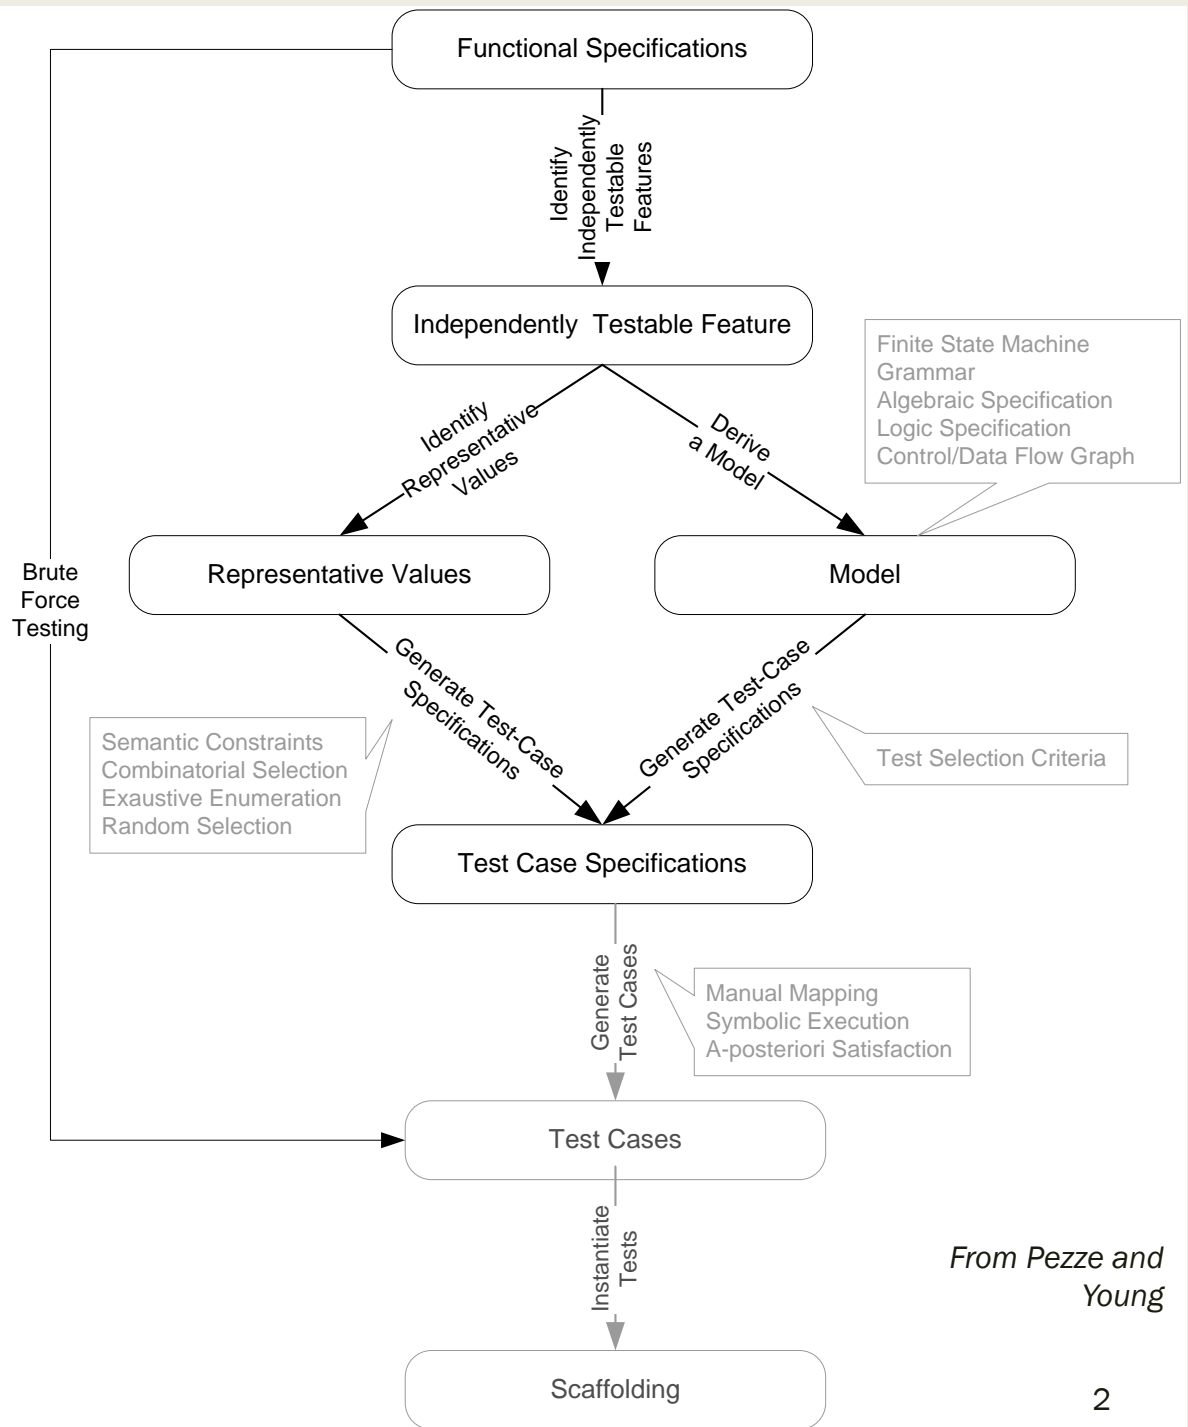 Functional Specifications
Identify
Independently
Testable
Features
Independently  Testable Feature
Finite State Machine
Grammar
Algebraic Specification
Logic Specification
Control/Data Flow Graph
Identify
Representative
Values
Derive
a Model
Representative Values
Model
Brute
Force
Testing
Generate Test-Case
Specifications
Generate Test-Case
Specifications
Semantic Constraints
Combinatorial Selection
Exaustive Enumeration
Random Selection
Test Selection Criteria
Test Case Specifications
Generate
Test Cases
Manual Mapping
Symbolic Execution
A-posteriori Satisfaction
Test Cases
Instantiate
Tests
From Pezze and
Young
Scaffolding
2